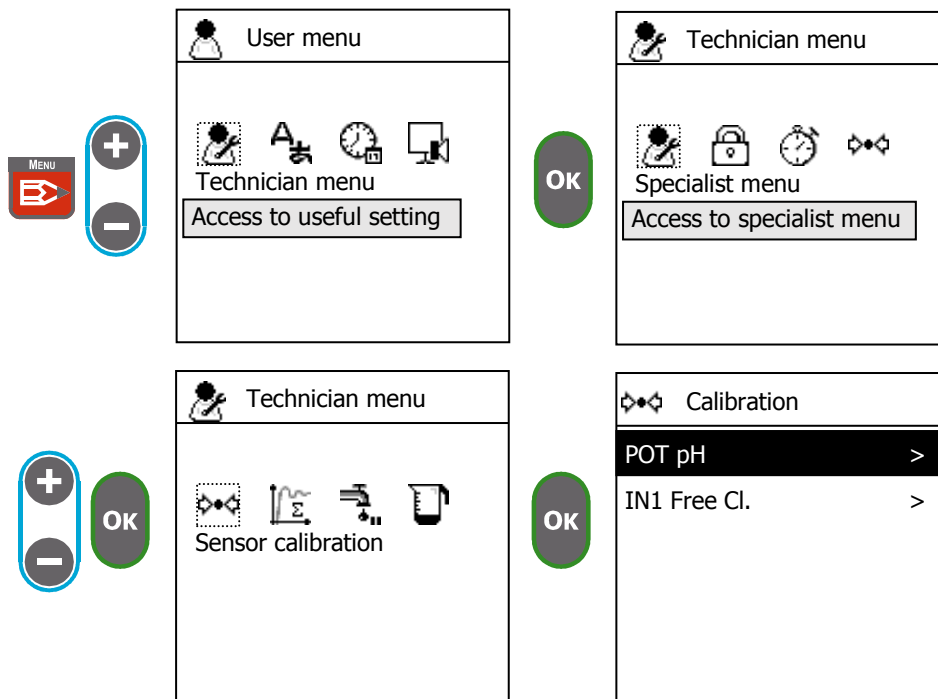 User menu
Technician menu
MENU
A
あ
Technician menu
Access to useful setting
OK
Specialist menu
Access to specialist menu
Technician menu
OK
Σ
Sensor calibration
OK
Calibration
POT pH >
IN1 Free Cl. >